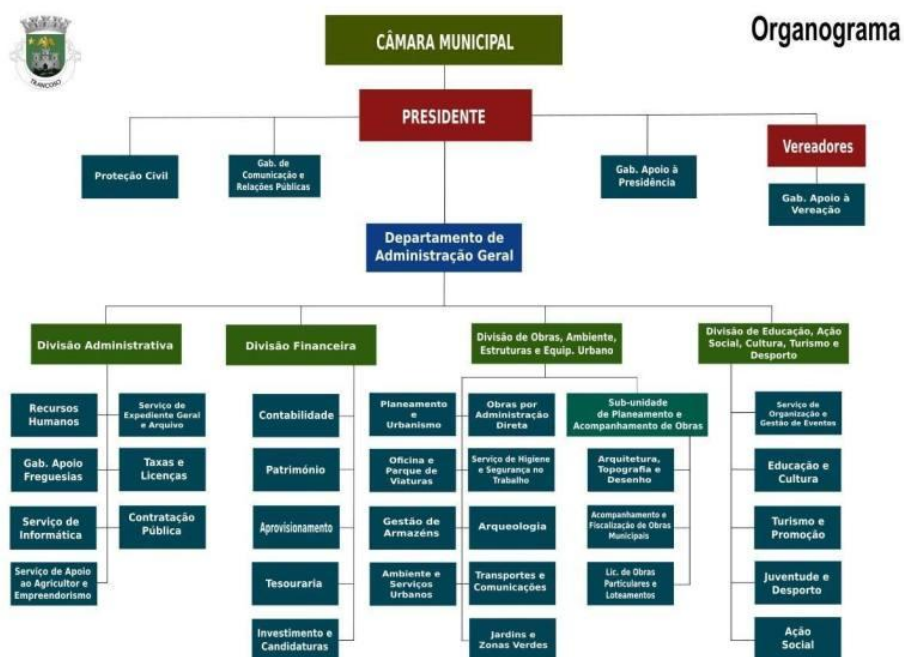 Organograma
TRANCOSO
CÂMARA MUNICIPAL
PRESIDENTE
Proteção Civil
Gab. de
Comunicação e
Relações Públicas
Gab. Apoio à
Presidência
Vereadores
Gab. Apoio à
Vereação
Departamento de
Administração Geral
Divisão Administrativa
Divisão Financeira
Divisão de Obras, Ambiente,
Estruturas e Equip. Urbano
Divisão de Educação, Ação
Social, Cultura, Turismo e
Desporto
Recursos
Humanos
Serviço de
Expediente Geral
e Arquivo
Gab. Apoio
Freguesias
Taxas e
Licenças
Serviço de
Informática
Contratação
Pública
Serviço de Apoio
ao Agricultor e
Empreendorismo
Contabilidade
Património
Aprovisionamento
Tesouraria
Investimento e
Candidaturas
Planeamento
e
Urbanismo
Obras por
Administração
Direta
Oficina e
Parque de
Viaturas
Serviço de Higiene
e Segurança no
Trabalho
Gestão de
Armazéns
Arqueologia
Ambiente e
Serviços
Urbanos
Transportes e
Comunicações
Jardins e
Zonas Verdes
Sub-unidade
de Planeamento e
Acompanhamento de Obras
Arquitetura,
Topografia e
Desenho
Acompanhamento e
Fiscalização de Obras
Municipais
Lic. de Obras
Particulares e
Loteamentos
Serviço de
Organização e
Gestão de Eventos
Educação e
Cultura
Turismo e
Promoção
Juventude e
Desporto
Ação
Social